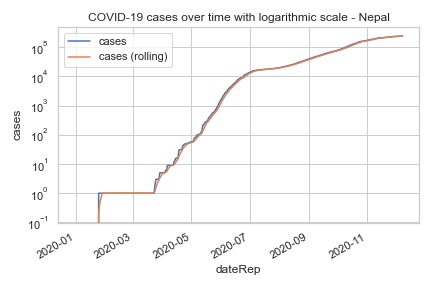 COVID-19 cases over time with logarithmic scale - Nepal
cases
cases (rolling)
10^5
10^4
10^3
10^2
10^1
10^0
10^-1
cases
2020-01
2020-03
2020-05
2020-07
2020-09
2020-11
dateRep